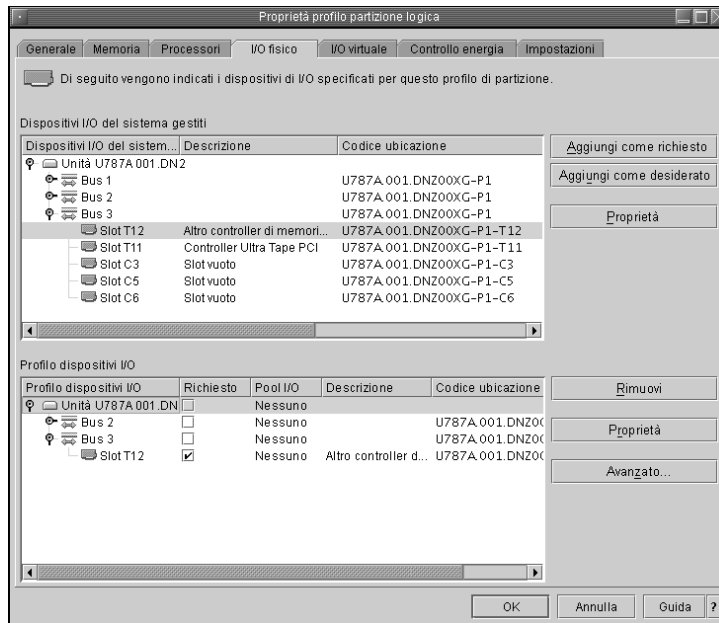 Proprietà profilo partizione logica
Generale Memoria Processori I/O fisico I/O virtuale Controllo energia Impostazioni
Di seguito vengono indicati i dispositivi di I/O specificati per questo profilo di partizione.
Dispositivi I/O del sistema gestiti
Dispositivi I/O del sistem... Descrizione Codice ubicazione
Unità U787A.001.DN2
Bus 1 U787A.001.DNZ00XG-P1
Bus 2 U787A.001.DNZ00XG-P1
Bus 3 U787A.001.DNZ00XG-P1
Slot T12 Altro controller di memori... U787A.001.DNZ00XG-P1-T12
Slot T11 Controller Ultra Tape PCI U787A.001.DNZ00XG-P1-T11
Slot C3 Slot vuoto U787A.001.DNZ00XG-P1-C3
Slot C5 Slot vuoto U787A.001.DNZ00XG-P1-C5
Slot C6 Slot vuoto U787A.001.DNZ00XG-P1-C6
Aggiungi come richiesto
Aggiungi come desiderato
Proprietà
Profilo dispositivi I/O
Profilo dispositivi I/O Richiesto Pool I/O Descrizione Codice ubicazione
Unità U787A.001.DN Nessuno
Bus 2 Nessuno U787A.001.DNZ00
Bus 3 Nessuno U787A.001.DNZ00
Slot T12 Nessuno Altro controller d... U787A.001.DNZ00
Rimuovi
Proprietà
Avanzato...
OK Annulla Guida ?